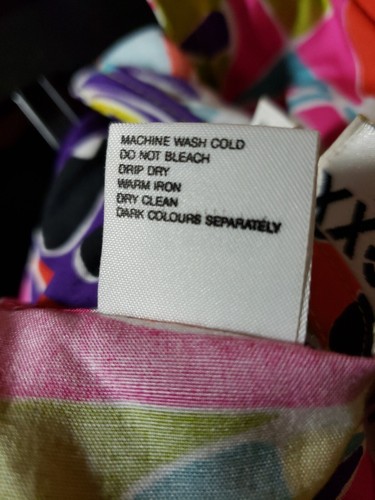 MACHINE WASH COLD
DO NOT BLEACH
DRIP DRY
WARM IRON
DRY CLEAN
DARK COLOURS SEPARATELY